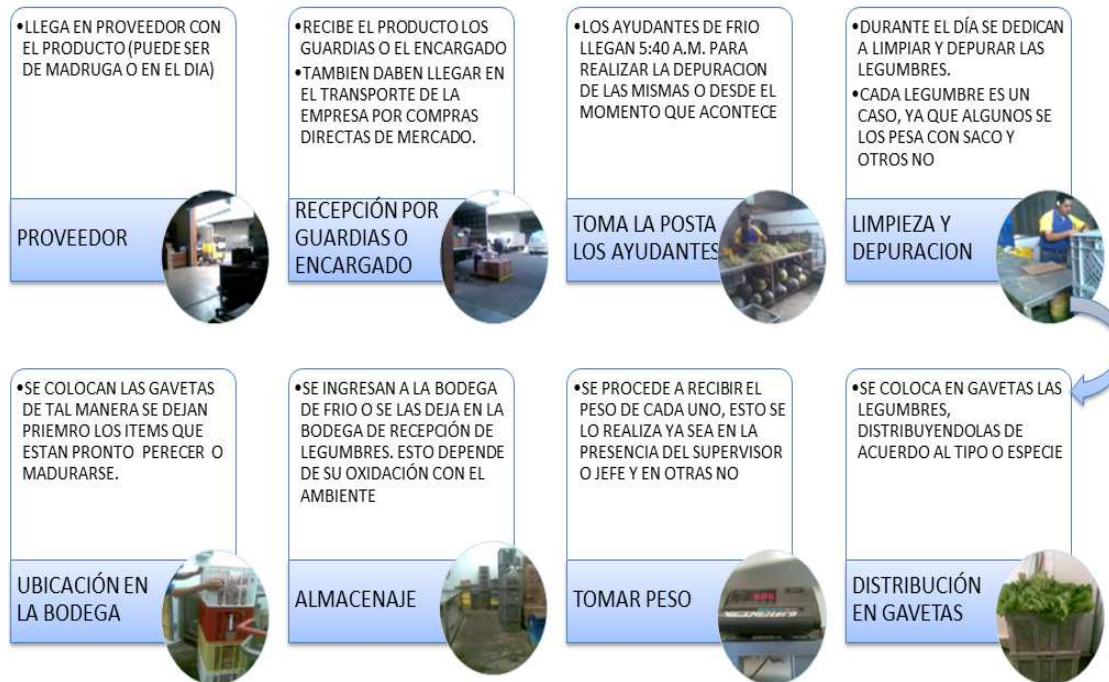 •LLEGA EN PROVEEDOR CON
EL PRODUCTO (PUEDE SER
DE MADRUGA O EN EL DIA)
PROVEEDOR
•RECIBE EL PRODUCTO LOS
GUARDIAS O EL ENCARGADO
•TAMBIEN DABEN LLEGAR EN
EL TRANSPORTE DE LA
EMPRESA POR COMPRAS
DIRECTAS DE MERCADO.
RECEPCIÓN POR
GUARDIAS O
ENCARGADO
•LOS AYUDANTES DE FRIO
LLEGAN 5:40 A.M. PARA
REALIZAR LA DEPURACION
DE LAS MISMAS O DESDE EL
MOMENTO QUE ACONTECE
TOMA LA POSTA
LOS AYUDANTES
•DURANTE EL DÍA SE DEDICAN
A LIMPIAR Y DEPURAR LAS
LEGUMBRES.
•CADA LEGUMBRE ES UN
CASO, YA QUE ALGUNOS SE
LOS PESA CON SACO Y
OTROS NO
LIMPIEZA Y
DEPURACION
•SE COLOCA EN GAVETAS LAS
LEGUMBRES,
DISTRIBUYENDOLAS DE
ACUERDO AL TIPO O ESPECIE
DISTRIBUCIÓN
EN GAVETAS
•SE PROCEDE A RECIBIR EL
PESO DE CADA UNO, ESTO SE
LO REALIZA YA SEA EN LA
PRESENCIA DEL SUPERVISOR
O JEFE Y EN OTRAS NO
TOMAR PESO
•SE INGRESAN A LA BODEGA
DE FRIO O SE LAS DEJA EN LA
BODEGA DE RECEPCIÓN DE
LEGUMBRES. ESTO DEPENDE
DE SU OXIDACIÓN CON EL
AMBIENTE
ALMACENAJE
•SE COLOCAN LAS GAVETAS
DE TAL MANERA SE DEJAN
PRIEMRO LOS ITEMS QUE
ESTAN PRONTO PERECER O
MADURARSE.
UBICACIÓN EN
LA BODEGA